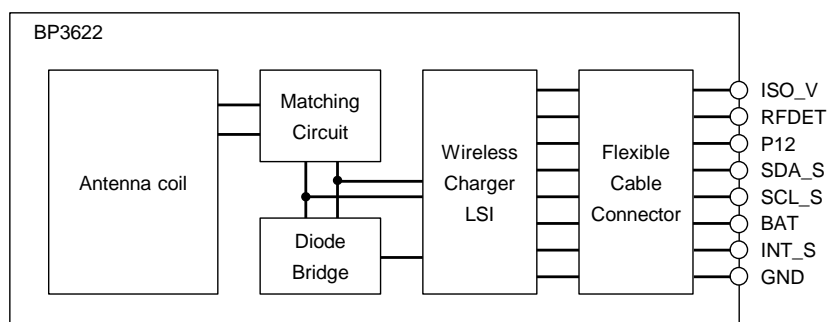 BP3622
Antenna coil
Matching
Circuit
Diode
Bridge
Wireless
Charger
LSI
Flexible
Cable
Connector
ISO_V
RFDET
P12
SDA_S
SCL_S
BAT
INT_S
GND